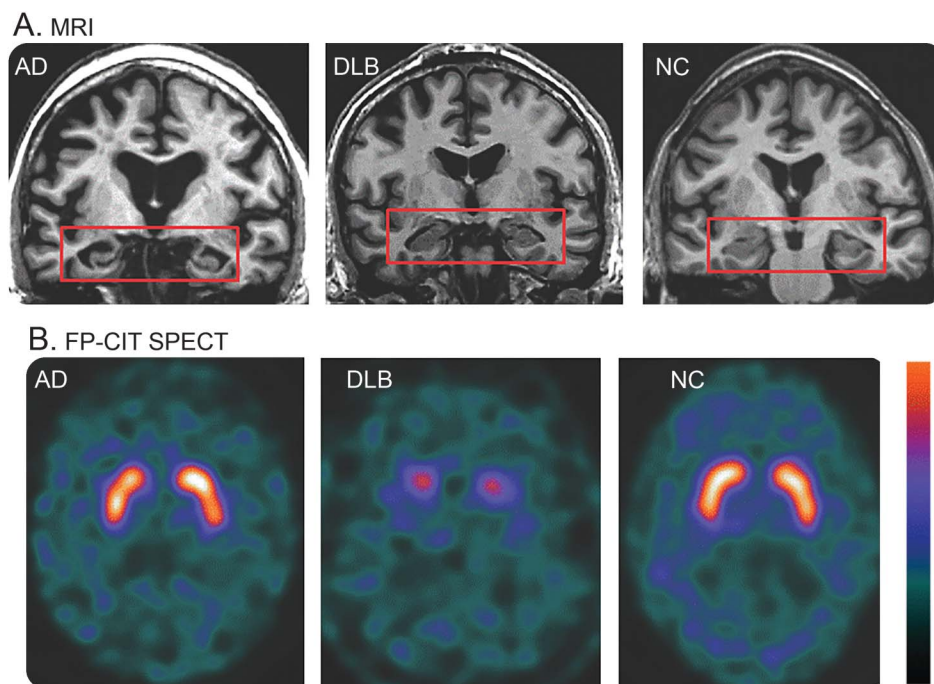 A. MRI
AD
DLB
NC
B. FP-CIT SPECT
AD
DLB
NC